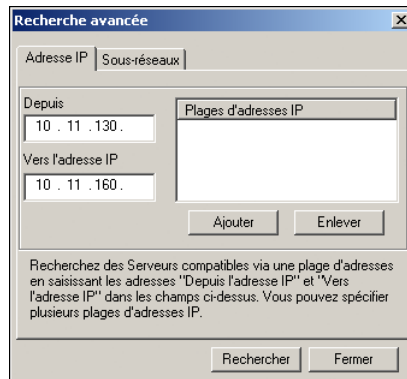 Recherche avancée
Adresse IP
Sous-réseaux
Depuis
10 . 11 .130.
Vers l'adresse IP
10 . 11 .160.
Plages d'adresses IP
Ajouter
Enlever
Recherchez des Serveurs compatibles via une plage d'adresses
en saisissant les adresses "Depuis l'adresse IP" et "Vers
l'adresse IP" dans les champs ci-dessus. Vous pouvez spécifier
plusieurs plages d'adresses IP.
Rechercher
Fermer